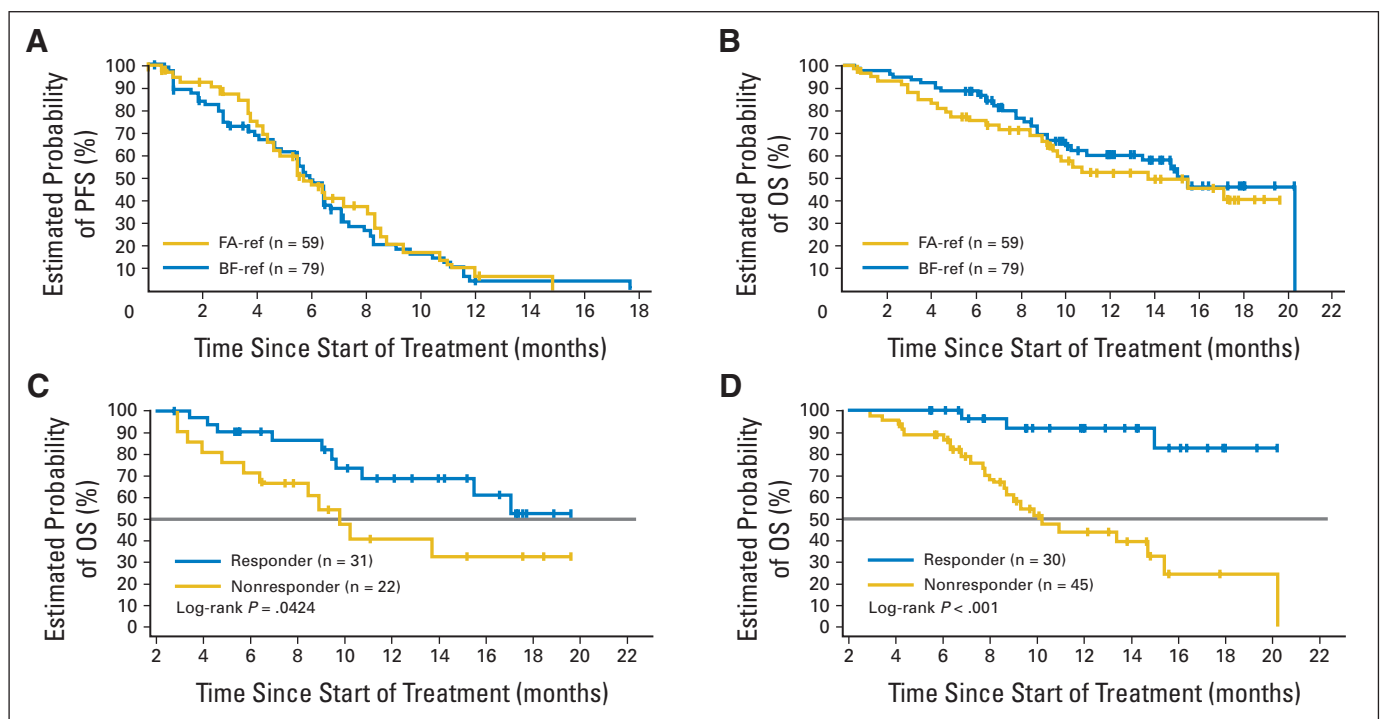 A
Estimated Probability
of PFS (%)
100
90
80
70
60
50
40
30
20
10
0
FA-ref (n = 59)
BF-ref (n = 79)
2 4 6 8 10 12 14 16 18
Time Since Start of Treatment (months)
B
Estimated Probability
of OS (%)
100
90
80
70
60
50
40
30
20
10
0
FA-ref (n = 59)
BF-ref (n = 79)
2 4 6 8 10 12 14 16 18 20 22
Time Since Start of Treatment (months)
C
Estimated Probability
of OS (%)
100
90
80
70
60
50
40
30
20
10
0
Responder (n = 31)
Nonresponder (n = 22)
Log-rank P = .0424
2 4 6 8 10 12 14 16 18 20 22
Time Since Start of Treatment (months)
D
Estimated Probability
of OS (%)
100
90
80
70
60
50
40
30
20
10
0
Responder (n = 30)
Nonresponder (n = 45)
Log-rank P < .001
2 4 6 8 10 12 14 16 18 20 22
Time Since Start of Treatment (months)